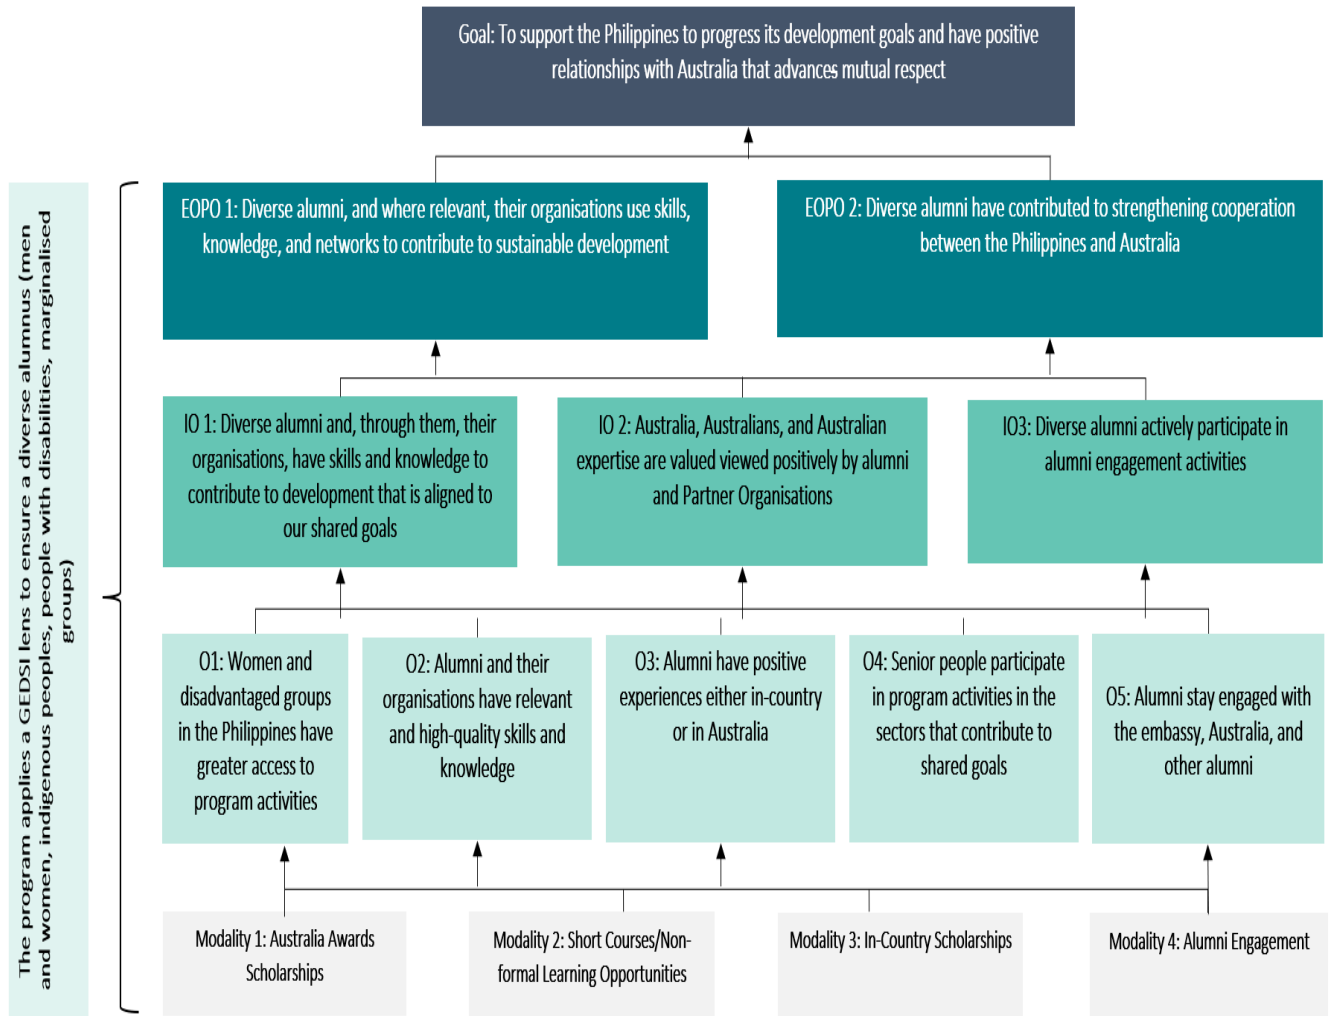 Goal: To support the Philippines to progress its development goals and have positive
relationships with Australia that advances mutual respect
The program applies a GEDSI lens to ensure a diverse alumnus (men
and women, indigenous peoples, people with disabilities, marginalised
groups)
EOPO 1: Diverse alumni, and where relevant, their organisations use skills,
knowledge, and networks to contribute to sustainable development
EOPO 2: Diverse alumni have contributed to strengthening cooperation
between the Philippines and Australia
IO 1: Diverse alumni and, through them, their
organisations, have skills and knowledge to
contribute to development that is aligned to
our shared goals
IO 2: Australia, Australians, and Australian
expertise are valued viewed positively by alumni
and Partner Organisations
IO3: Diverse alumni actively participate in
alumni engagement activities
O1: Women and
disadvantaged groups
in the Philippines have
greater access to
program activities
O2: Alumni and their
organisations have relevant
and high-quality skills and
knowledge
O3: Alumni have positive
experiences either in-country
or in Australia
O4: Senior people participate
in program activities in the
sectors that contribute to
shared goals
O5: Alumni stay engaged with
the embassy, Australia, and
other alumni
Modality 1: Australia Awards
Scholarships
Modality 2: Short Courses/Non-
formal Learning Opportunities
Modality 3: In-Country Scholarships
Modality 4: Alumni Engagement